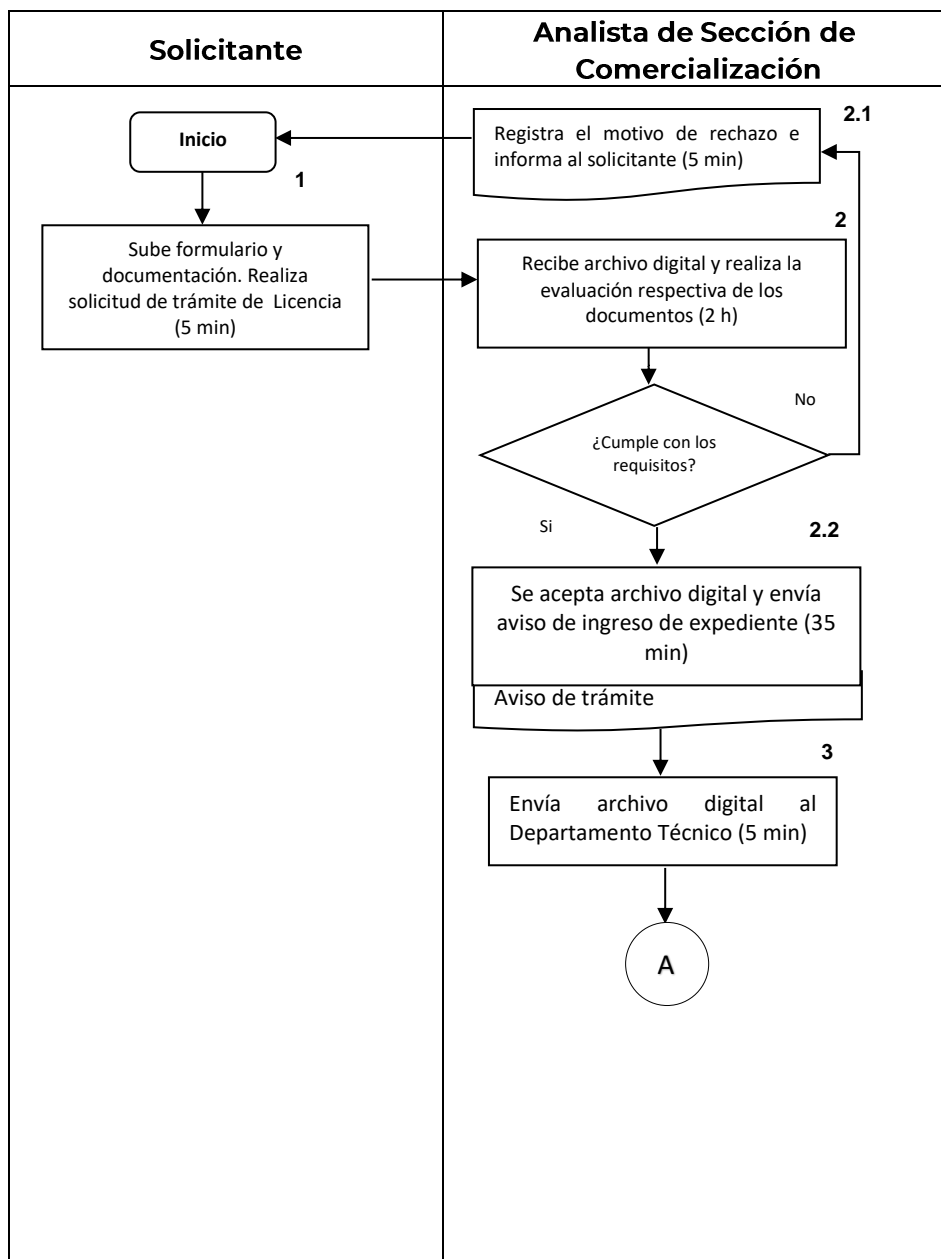 Solicitante
Analista de Sección de
Comercialización
Inicio
1
Sube formulario y
documentación. Realiza
solicitud de trámite de Licencia
(5 min)
2.1
Registra el motivo de rechazo e
informa al solicitante (5 min)
2
Recibe archivo digital y realiza la
evaluación respectiva de los
documentos (2 h)
No
¿Cumple con los
requisitos?
Si
2.2
Se acepta archivo digital y envía
aviso de ingreso de expediente (35
min)
Aviso de trámite
3
Envía archivo digital al
Departamento Técnico (5 min)
A